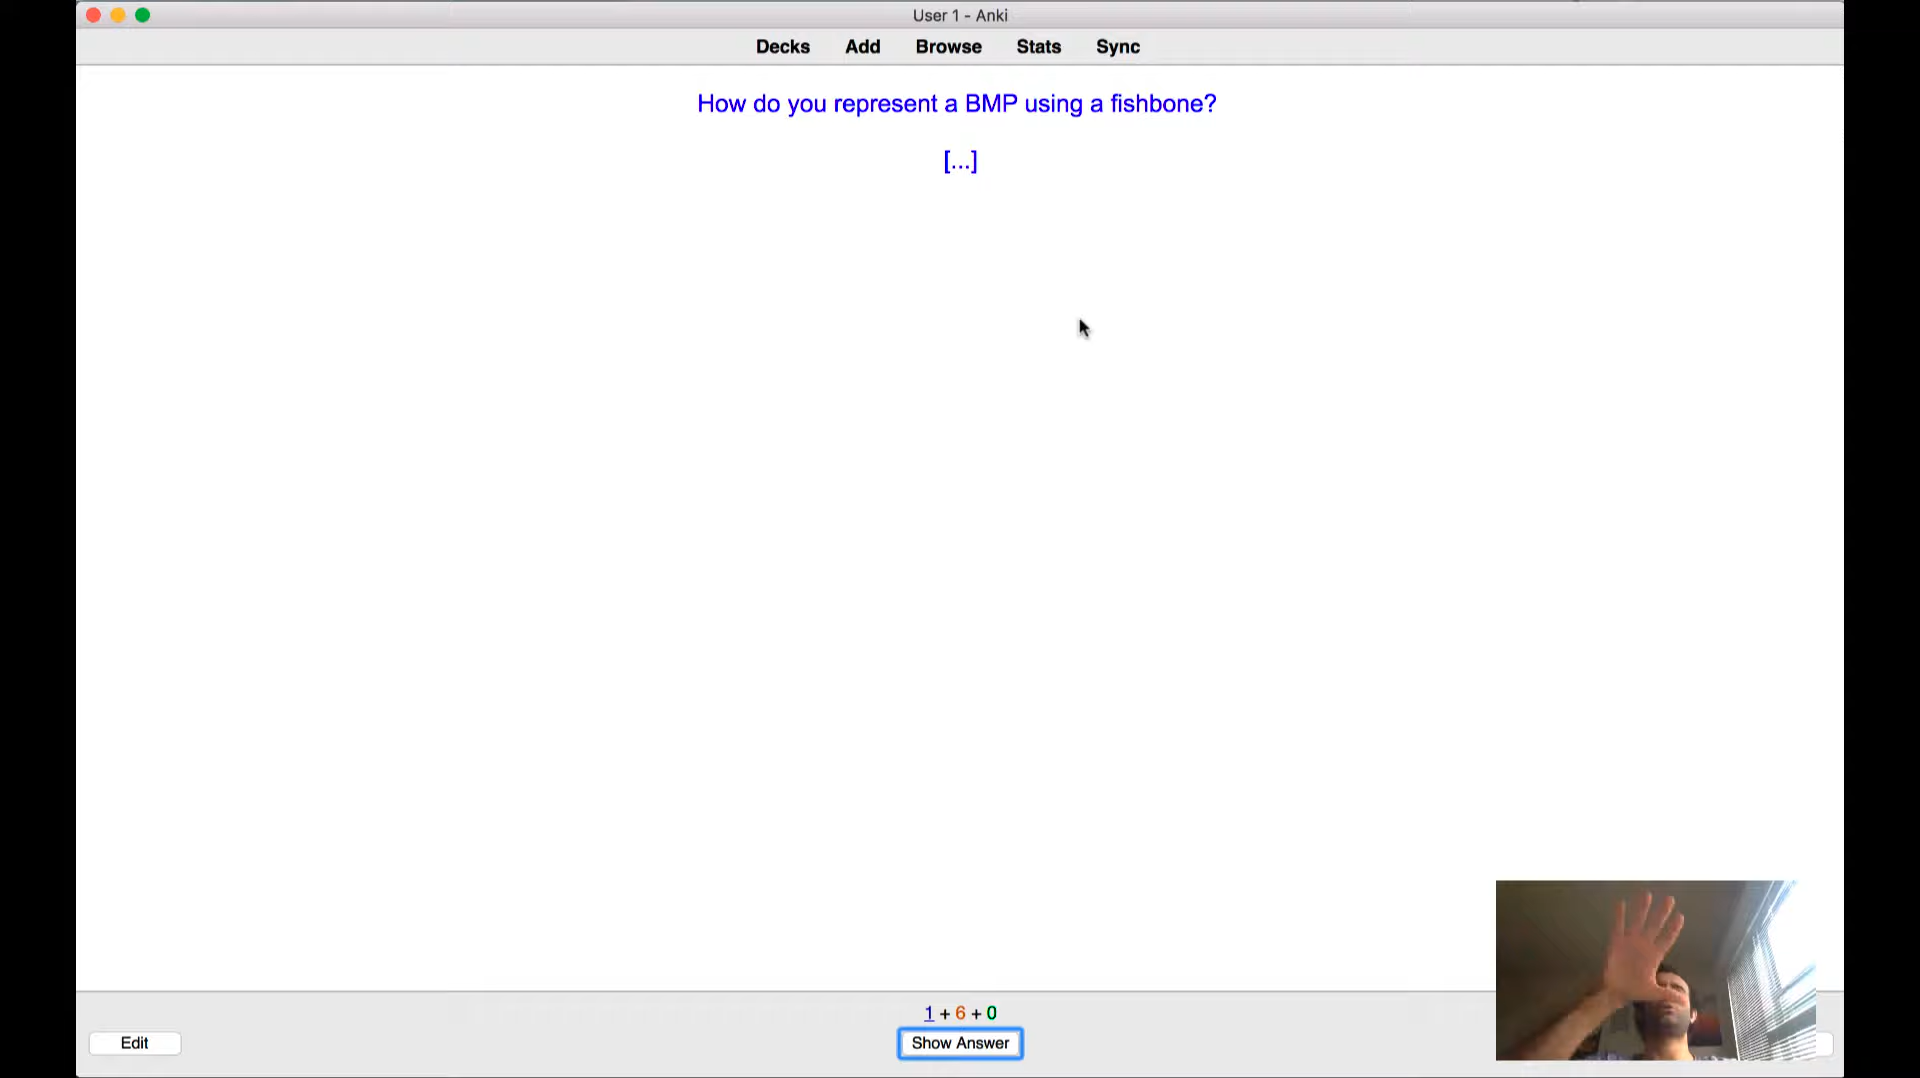 User 1 - Anki
Decks Add Browse Stats Sync
How do you represent a BMP using a fishbone?
[...]
1 + 6 + 0
Edit Show Answer